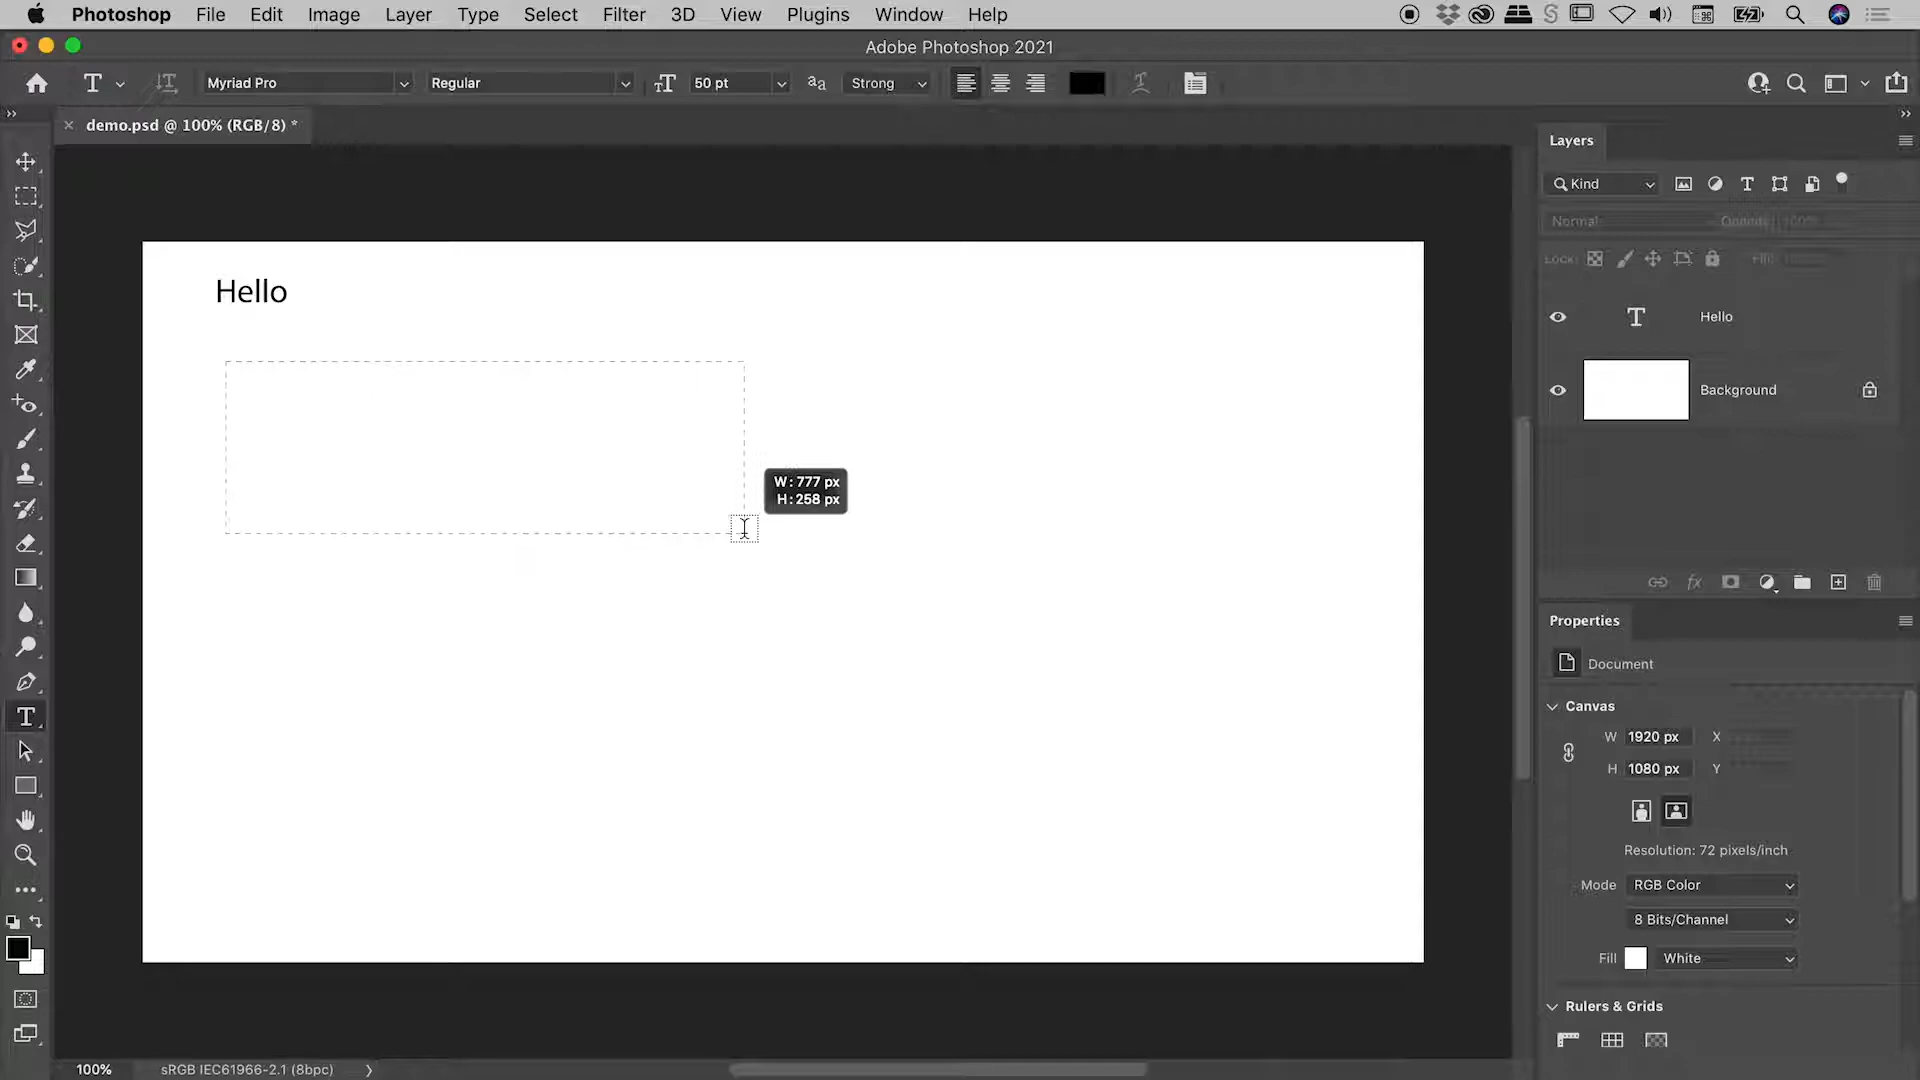 Photoshop File Edit Image Layer Type Select Filter 3D View Plugins Window Help
Adobe Photoshop 2021
T Myriad Pro Regular 50 pt Strong
demo.psd @ 100% (RGB/8) *
Layers
Kind
Normal Opacity: 100%
Lock: Fill:
Hello
Hello
W: 777 px
H: 258 px
Background
fx
Properties
Document
Canvas
W 1920 px X
H 1080 px Y
Resolution: 72 pixels/inch
Mode RGB Color
8 Bits/Channel
Fill White
Rulers & Grids
100% sRGB IEC61966-2.1 (8bpc)